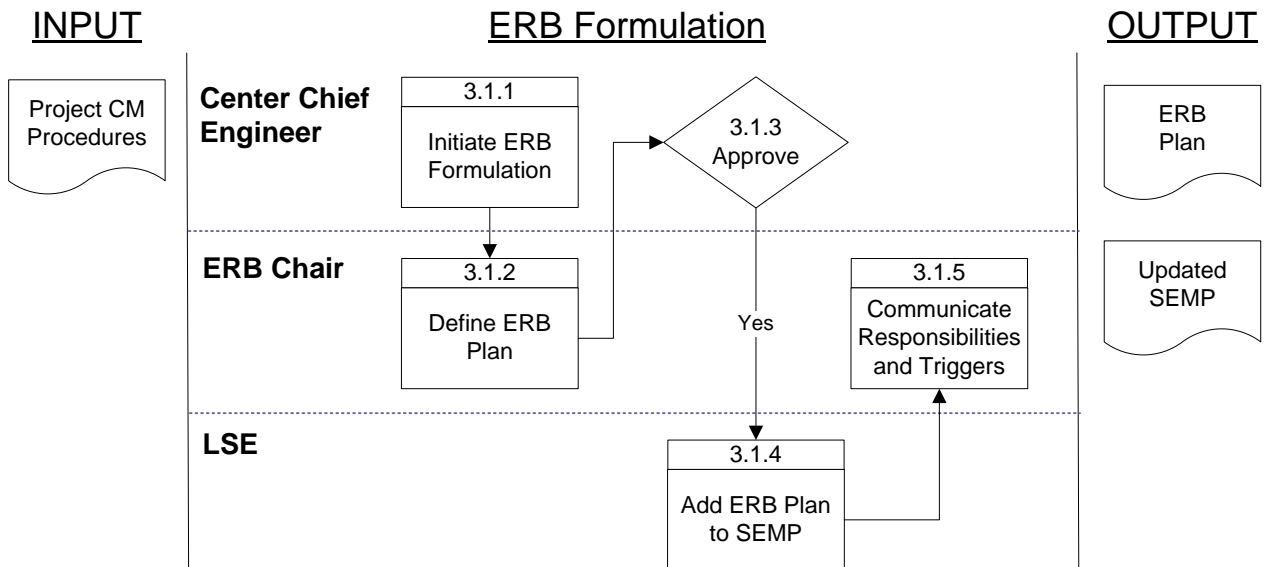 INPUT
ERB Formulation
OUTPUT
Project CM
Procedures
Center Chief
Engineer
3.1.1
Initiate ERB
Formulation
3.1.3
Approve
ERB
Plan
ERB Chair
3.1.2
Define ERB
Plan
Yes
3.1.5
Communicate
Responsibilities
and Triggers
Updated
SEMP
LSE
3.1.4
Add ERB Plan
to SEMP